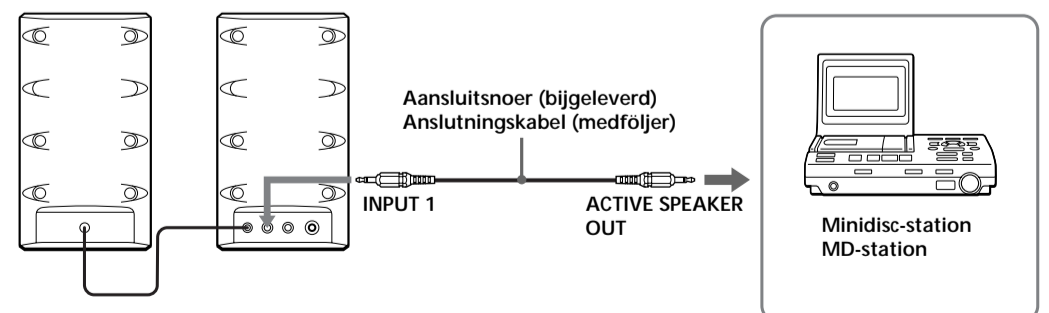 Aansluitsnoer (bijgeleverd)
Anslutningskabel (medföljer)
INPUT 1
ACTIVE SPEAKER
OUT
Minidisc-station
MD-station